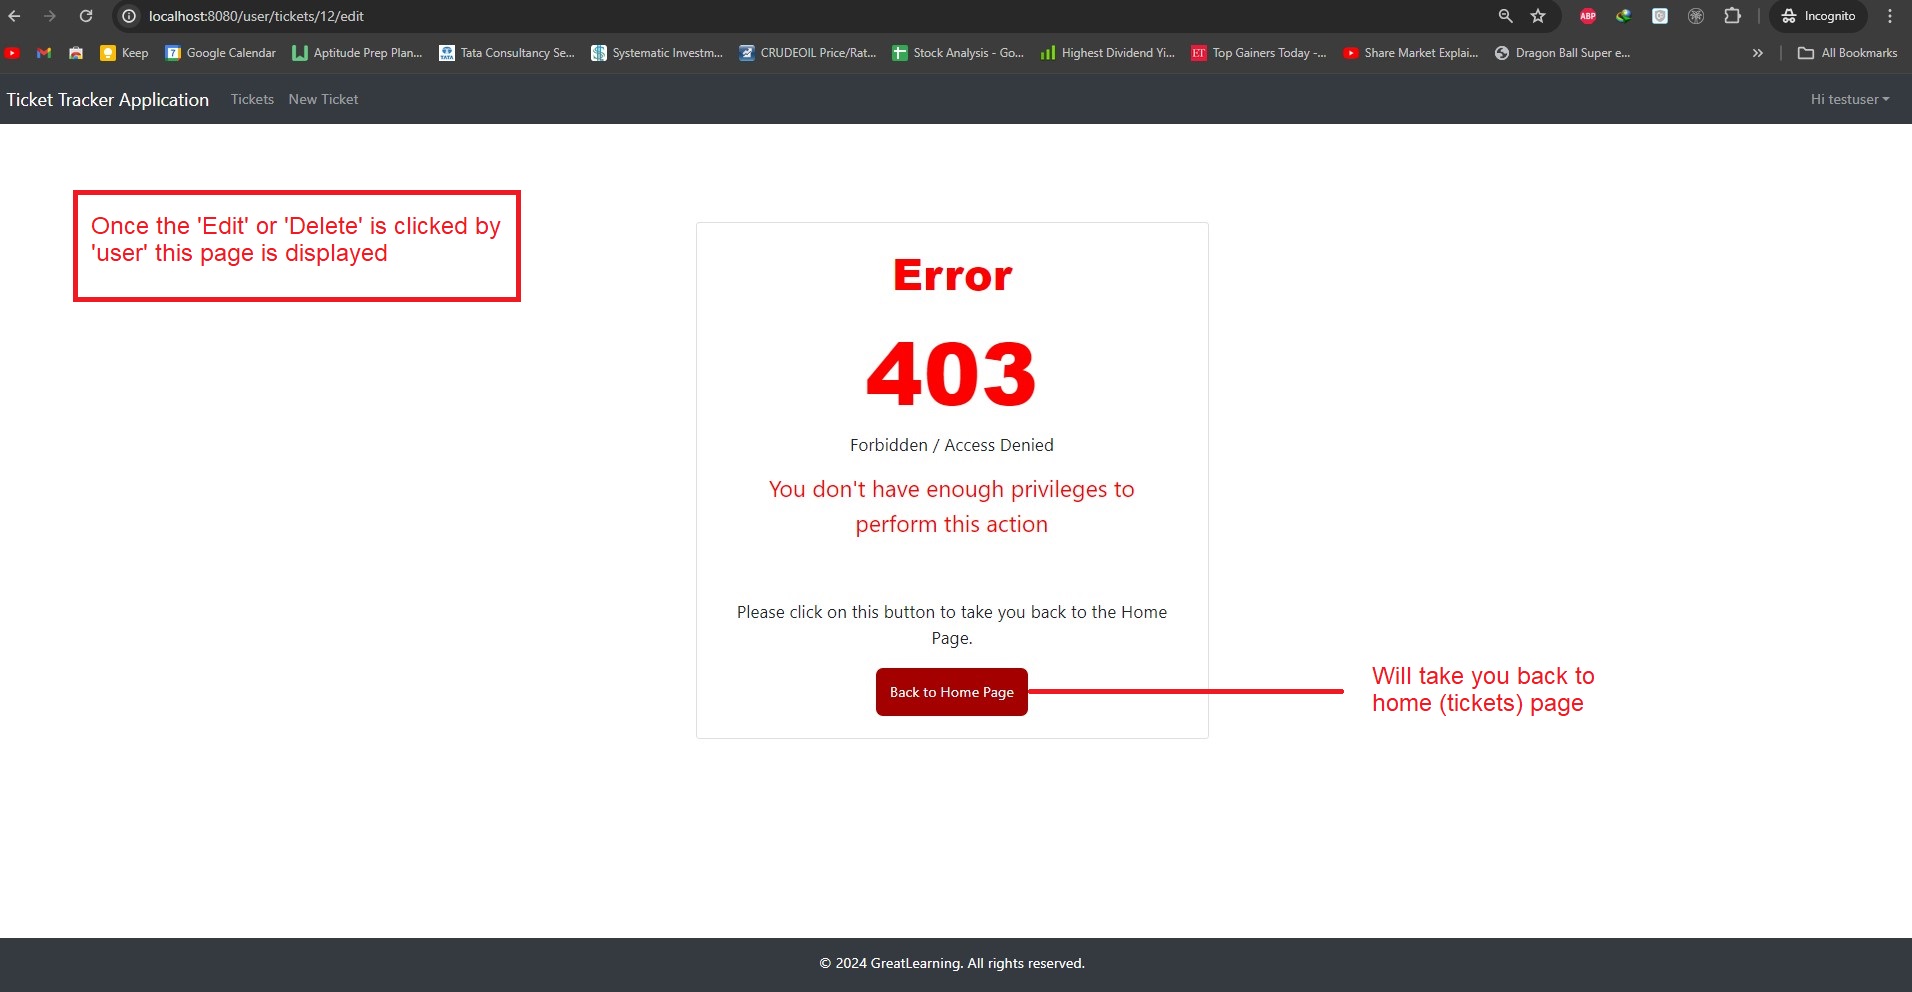 localhost:8080/user/tickets/12/edit
ABP
Incognito
Keep
7 Google Calendar
Aptitude Prep Plan...
TATA Tata Consultancy Se...
Systematic Investm...
CRUDEOIL Price/Rat...
Stock Analysis - Go...
Highest Dividend Yi...
ET Top Gainers Today -...
Share Market Explai...
Dragon Ball Super e...
All Bookmarks
Ticket Tracker Application
Tickets
New Ticket
Hi testuser
Once the 'Edit' or 'Delete' is clicked by
'user' this page is displayed
Error
403
Forbidden / Access Denied
You don't have enough privileges to
perform this action
Please click on this button to take you back to the Home
Page.
Back to Home Page
Will take you back to
home (tickets) page
© 2024 GreatLearning. All rights reserved.